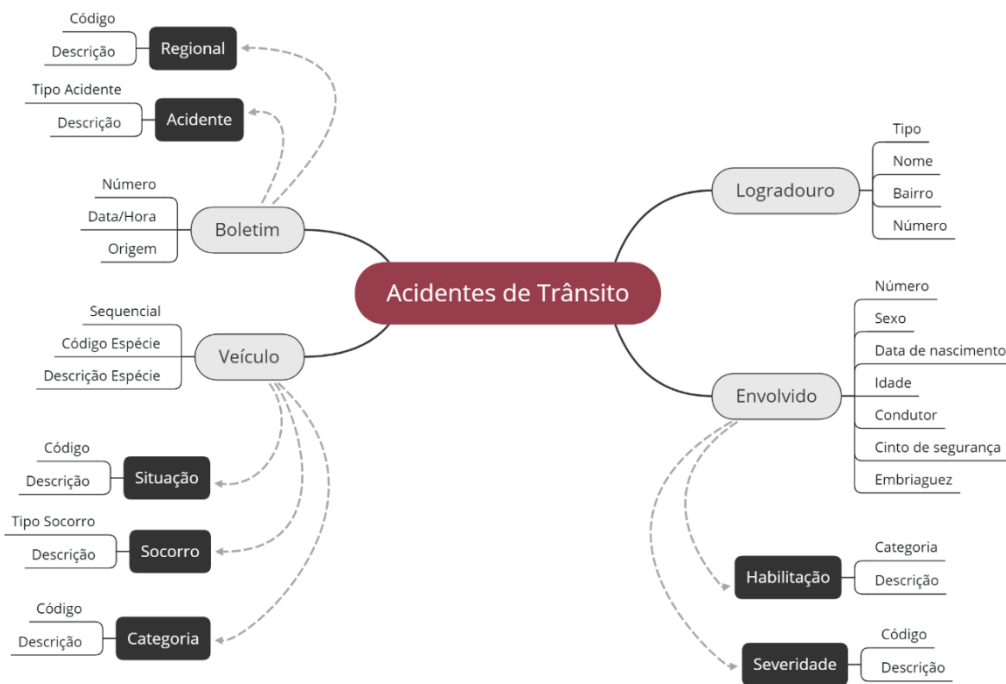 Código
Descrição
Regional
Tipo Acidente
Descrição
Acidente
Número
Data/Hora
Origem
Boletim
Acidentes de Trânsito
Sequencial
Código Espécie
Descrição Espécie
Veículo
Código
Descrição
Situação
Tipo Socorro
Descrição
Socorro
Código
Descrição
Categoria
Logradouro
Tipo
Nome
Bairro
Número
Envolvido
Número
Sexo
Data de nascimento
Idade
Condutor
Cinto de segurança
Embriaguez
Habilitação
Categoria
Descrição
Severidade
Código
Descrição